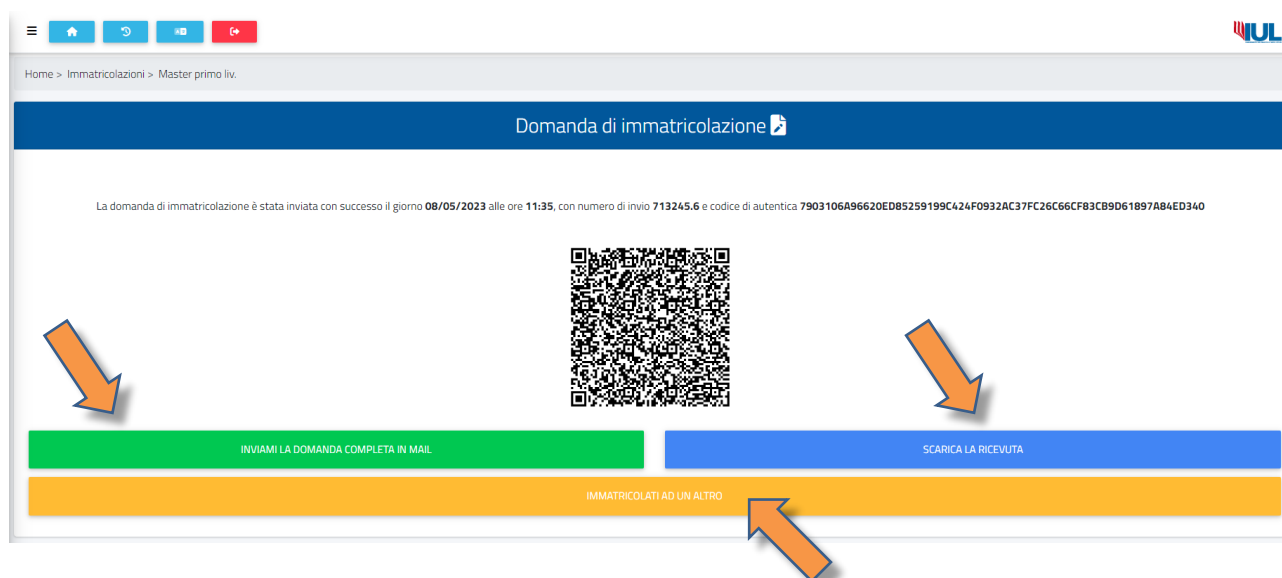 IUL
Home > Immatricolazioni > Master primo liv.
Domanda di immatricolazione
La domanda di immatricolazione è stata inviata con successo il giorno 08/05/2023 alle ore 11:35, con numero di invio 713245.6 e codice di autentica 7903106A96620ED85259199C424F0932AC37FC26C66CF83CB9D61897A84ED340
INVIAMI LA DOMANDA COMPLETA IN MAIL
SCARICA LA RICEVUTA
IMMATRICOLATI AD UN ALTRO